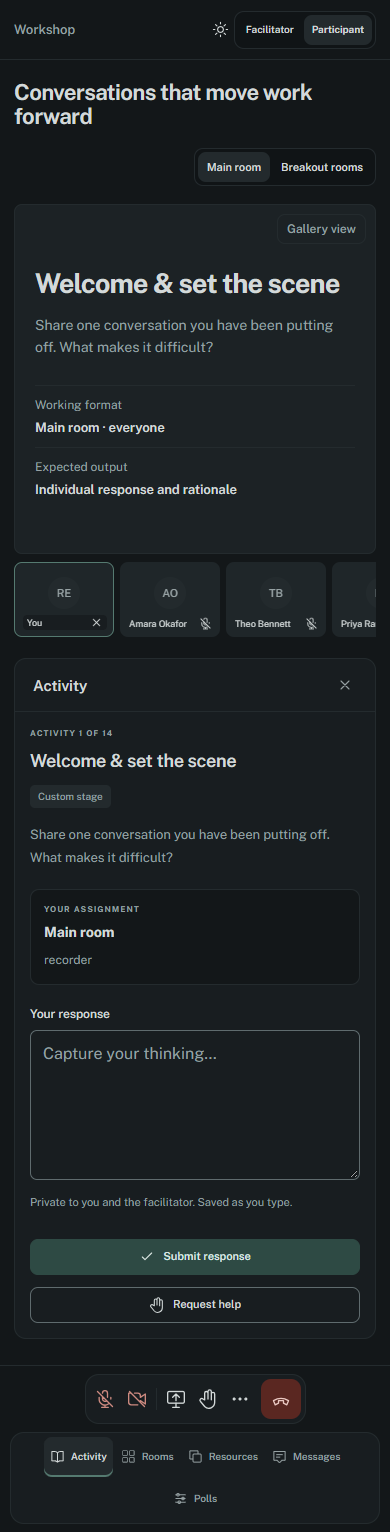 Workshop
Facilitator
Participant
Conversations that move work
forward
Main room
Breakout rooms
Gallery view
Welcome & set the scene
Share one conversation you have been putting
off. What makes it difficult?
Working format
Main room · everyone
Expected output
Individual response and rationale
RE
You
AO
Amara Okafor
TB
Theo Bennett
Priya
Activity
ACTIVITY 1 OF 14
Welcome & set the scene
Custom stage
Share one conversation you have been putting off.
What makes it difficult?
YOUR ASSIGNMENT
Main room
recorder
Your response
Capture your thinking...
Private to you and the facilitator. Saved as you type.
Submit response
Request help
Activity
Rooms
Resources
Messages
Polls